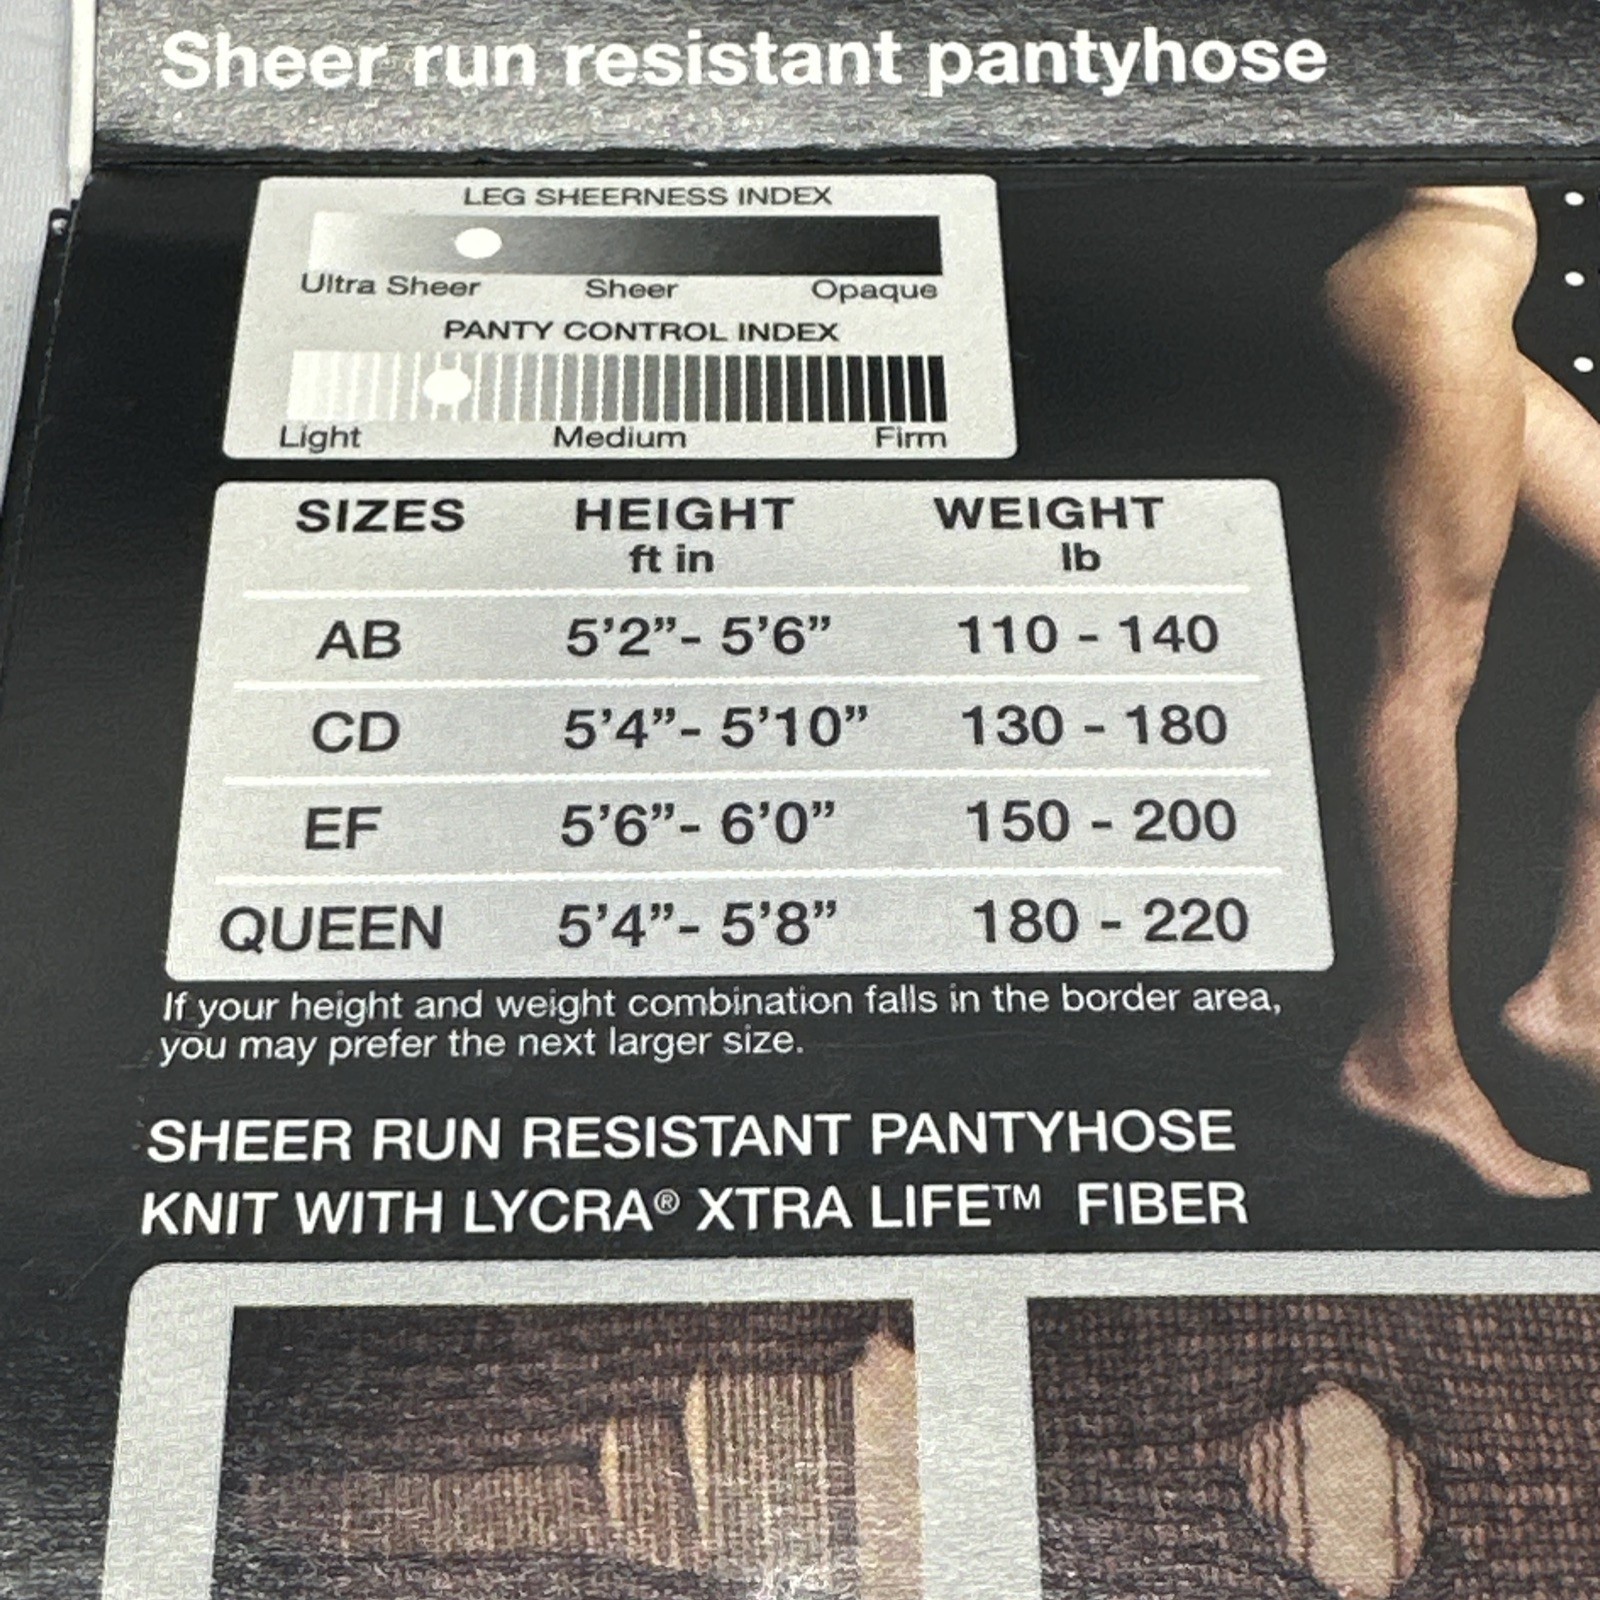 Sheer run resistant pantyhose
LEG SHEERNESS INDEX
Ultra Sheer Sheer Opaque
PANTY CONTROL INDEX
Light Medium Firm
SIZES HEIGHT WEIGHT
ft in lb
AB 5’2”- 5’6” 110 - 140
CD 5’4”- 5’10” 130 - 180
EF 5’6”- 6’0” 150 - 200
QUEEN 5’4”- 5’8” 180 - 220
If your height and weight combination falls in the border area,
you may prefer the next larger size.
SHEER RUN RESISTANT PANTYHOSE
KNIT WITH LYCRA® XTRA LIFE™ FIBER